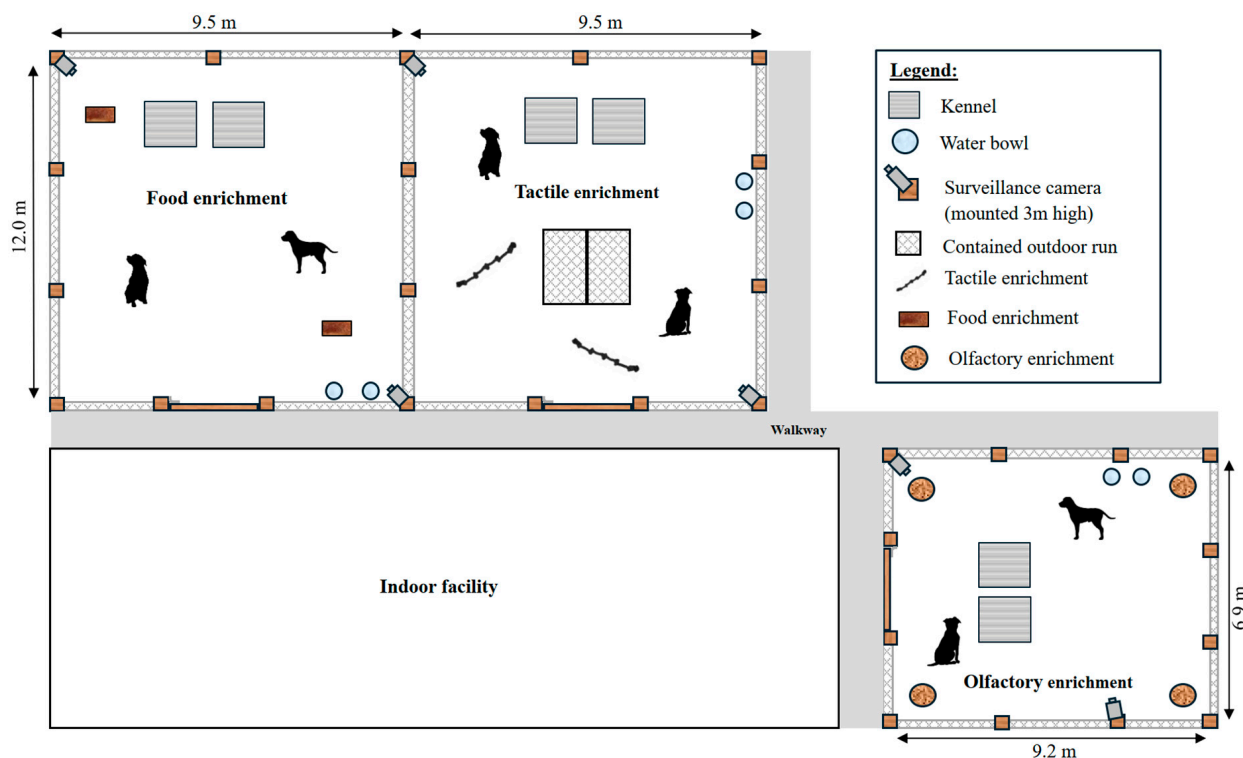 9.5 m
9.5 m
12.0 m
Food enrichment
Tactile enrichment
Legend:
Kennel
Water bowl
Surveillance camera
(mounted 3m high)
Contained outdoor run
Tactile enrichment
Food enrichment
Olfactory enrichment
Walkway
Indoor facility
Olfactory enrichment
6.9 m
9.2 m